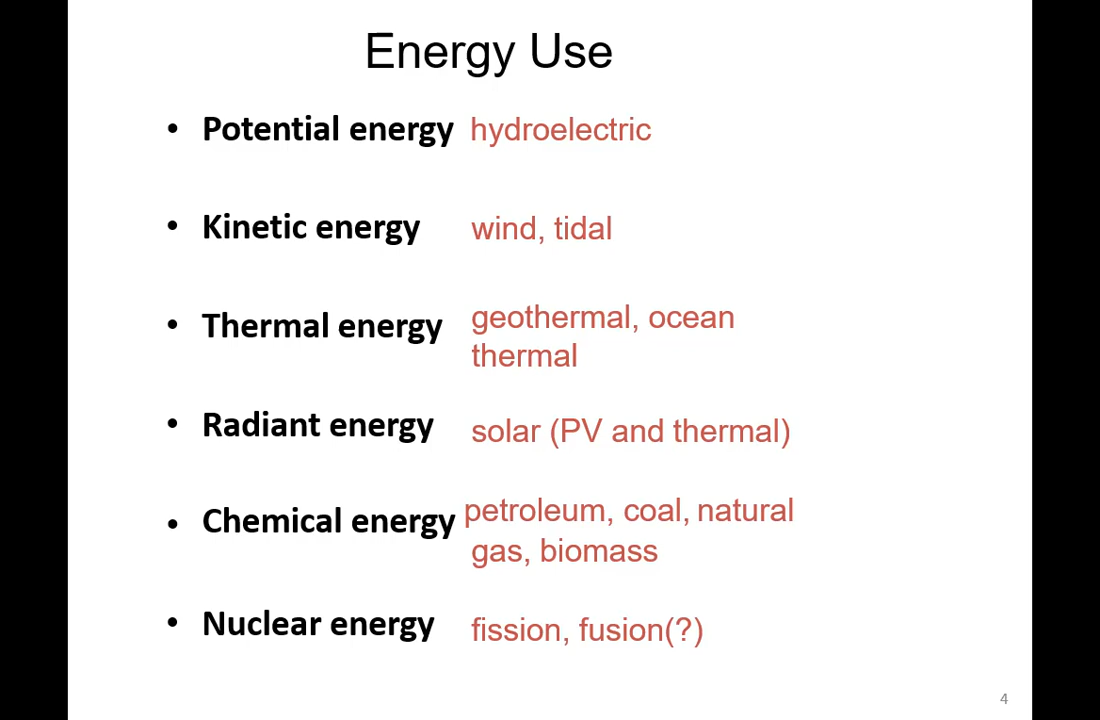 Energy Use
• Potential energy hydroelectric
• Kinetic energy wind, tidal
• Thermal energy geothermal, ocean
thermal
• Radiant energy solar (PV and thermal)
• Chemical energy petroleum, coal, natural
gas, biomass
• Nuclear energy fission, fusion(?)
4